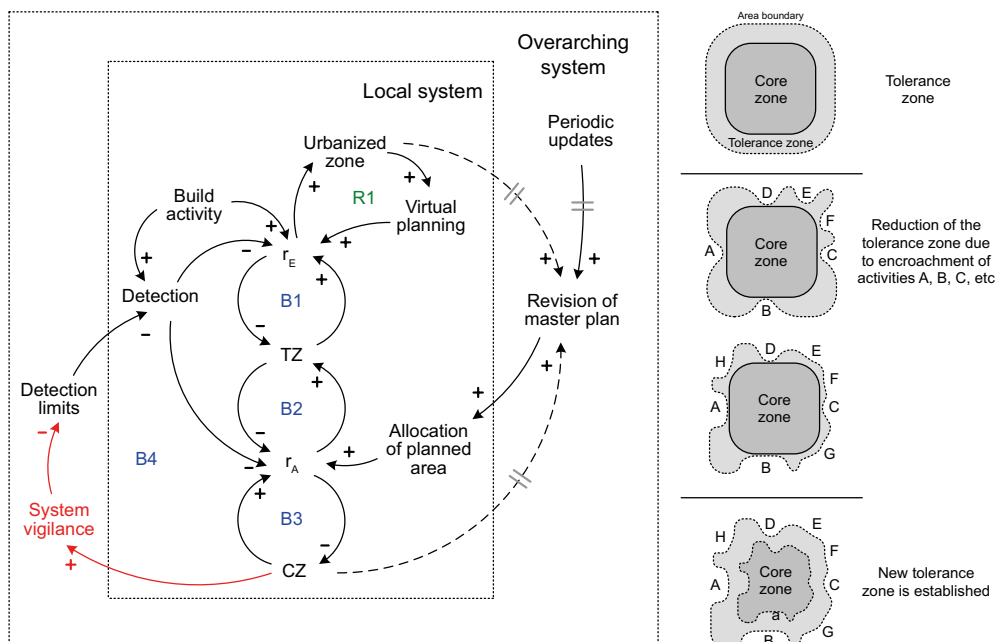 Overarching
system
Local system
Periodic
updates
Urbanized
zone
+
+
R1
Build
activity
Virtual
planning
+
+
+
−
r_E
+
+
+
Detection
B1
−
−
TZ
Revision of
master plan
+
+
+
Detection
limits
B2
−
−
Allocation
of planned
area
+
−
r_A
B4
+
System
vigilance
B3
−
+
CZ
Area boundary
Core
zone
Tolerance zone
Tolerance
zone
D
E
F
A
Core
zone
C
B
Reduction of the
tolerance zone due
to encroachment of
activities A, B, C, etc
H
D
E
F
A
Core
zone
C
B
G
H
D
E
F
A
Core
zone
C
a
B
G
New tolerance
zone is established